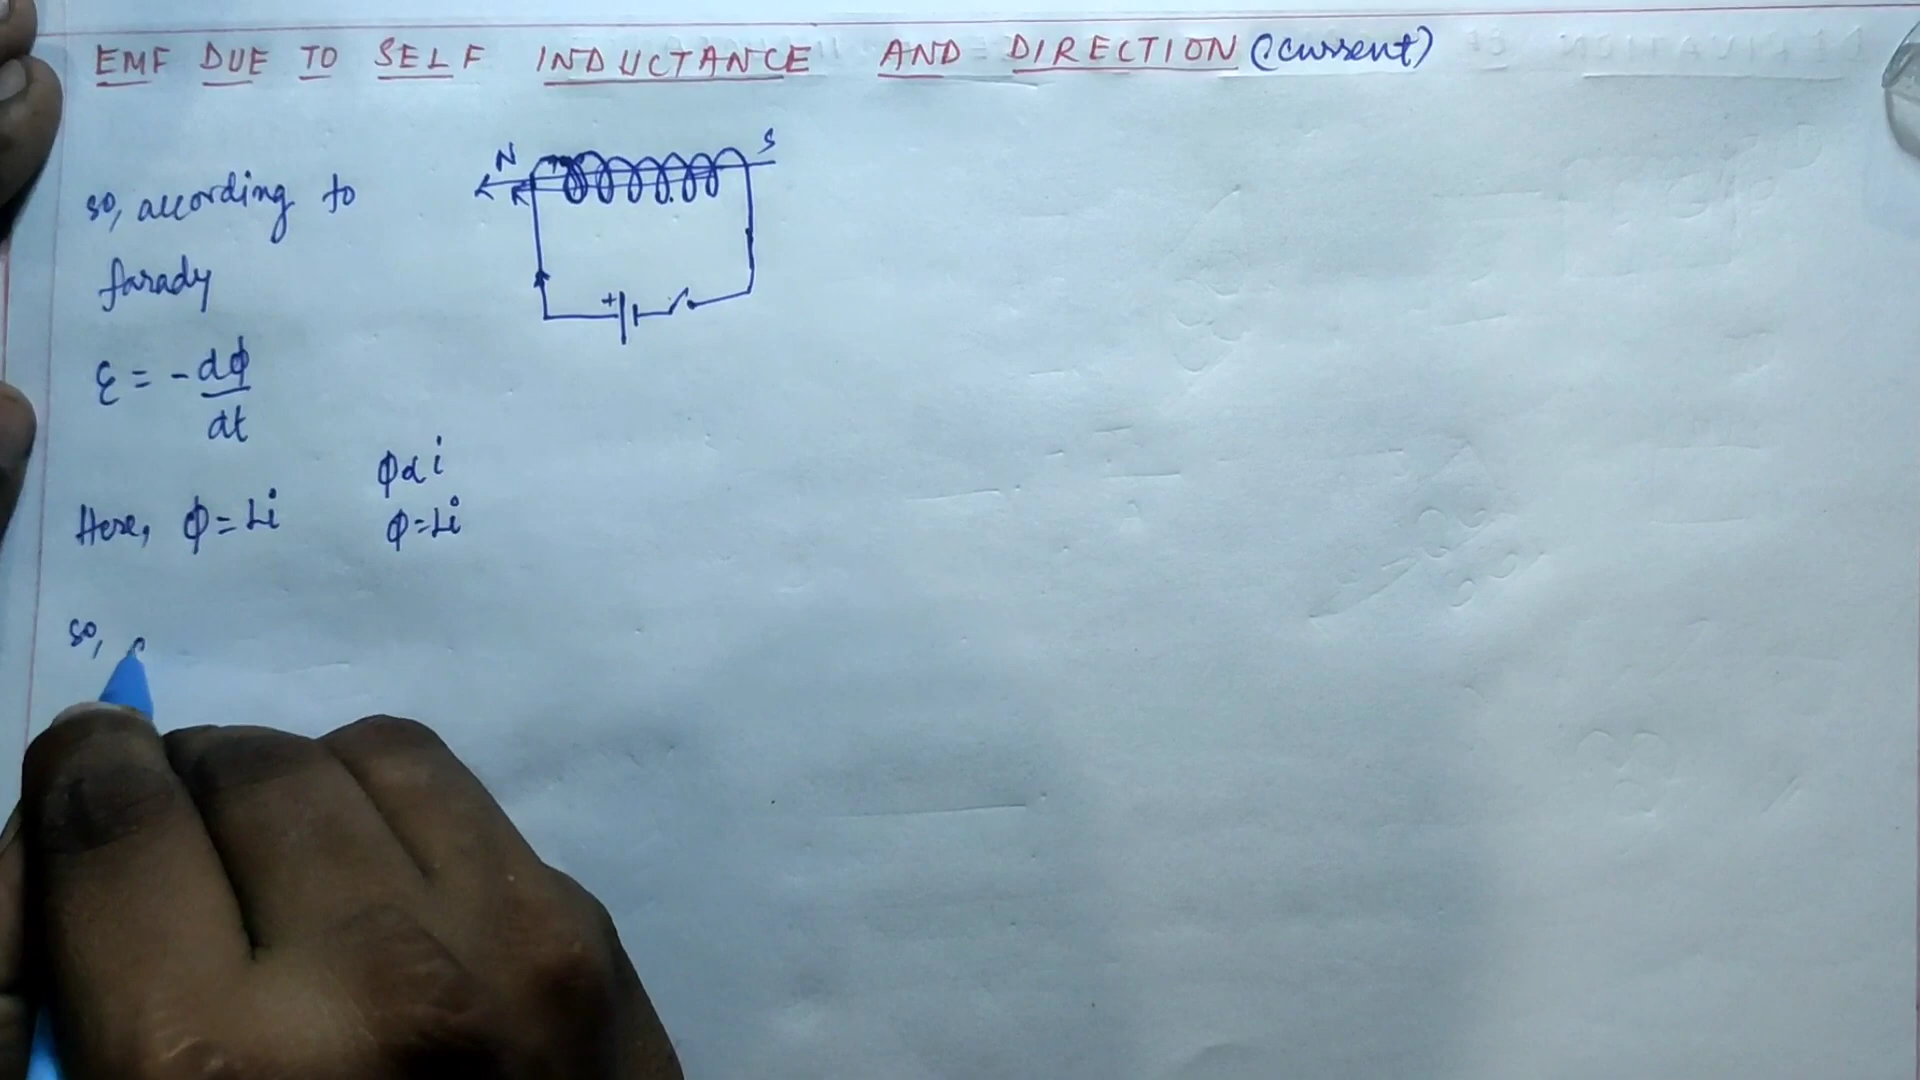 EMF DUE TO SELF INDUCTANCE AND DIRECTION (current)
N
S
so, according to
farady
+
ε = - dφ
dt
φ α i
Here, φ = Li
φ = Li
so,